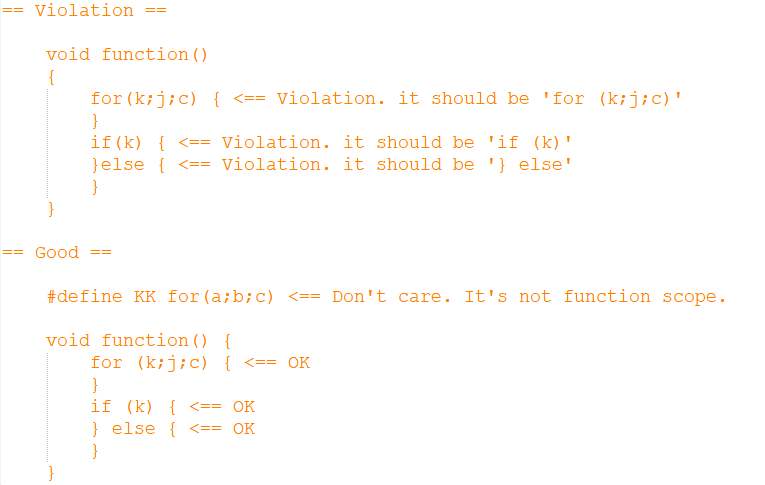 == Violation ==
void function()
{
for(k;j;c) { <== Violation. it should be 'for (k;j;c)'
}
if(k) { <== Violation. it should be 'if (k)'
}else { <== Violation. it should be '} else'
}
}
== Good ==
#define KK for(a;b;c) <== Don't care. It's not function scope.
void function() {
for (k;j;c) { <== OK
}
if (k) { <== OK
} else { <== OK
}
}